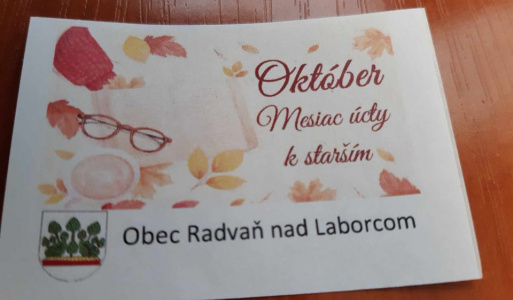 Október
Mesiac úcty
k starším
Obec Radvaň nad Laborcom